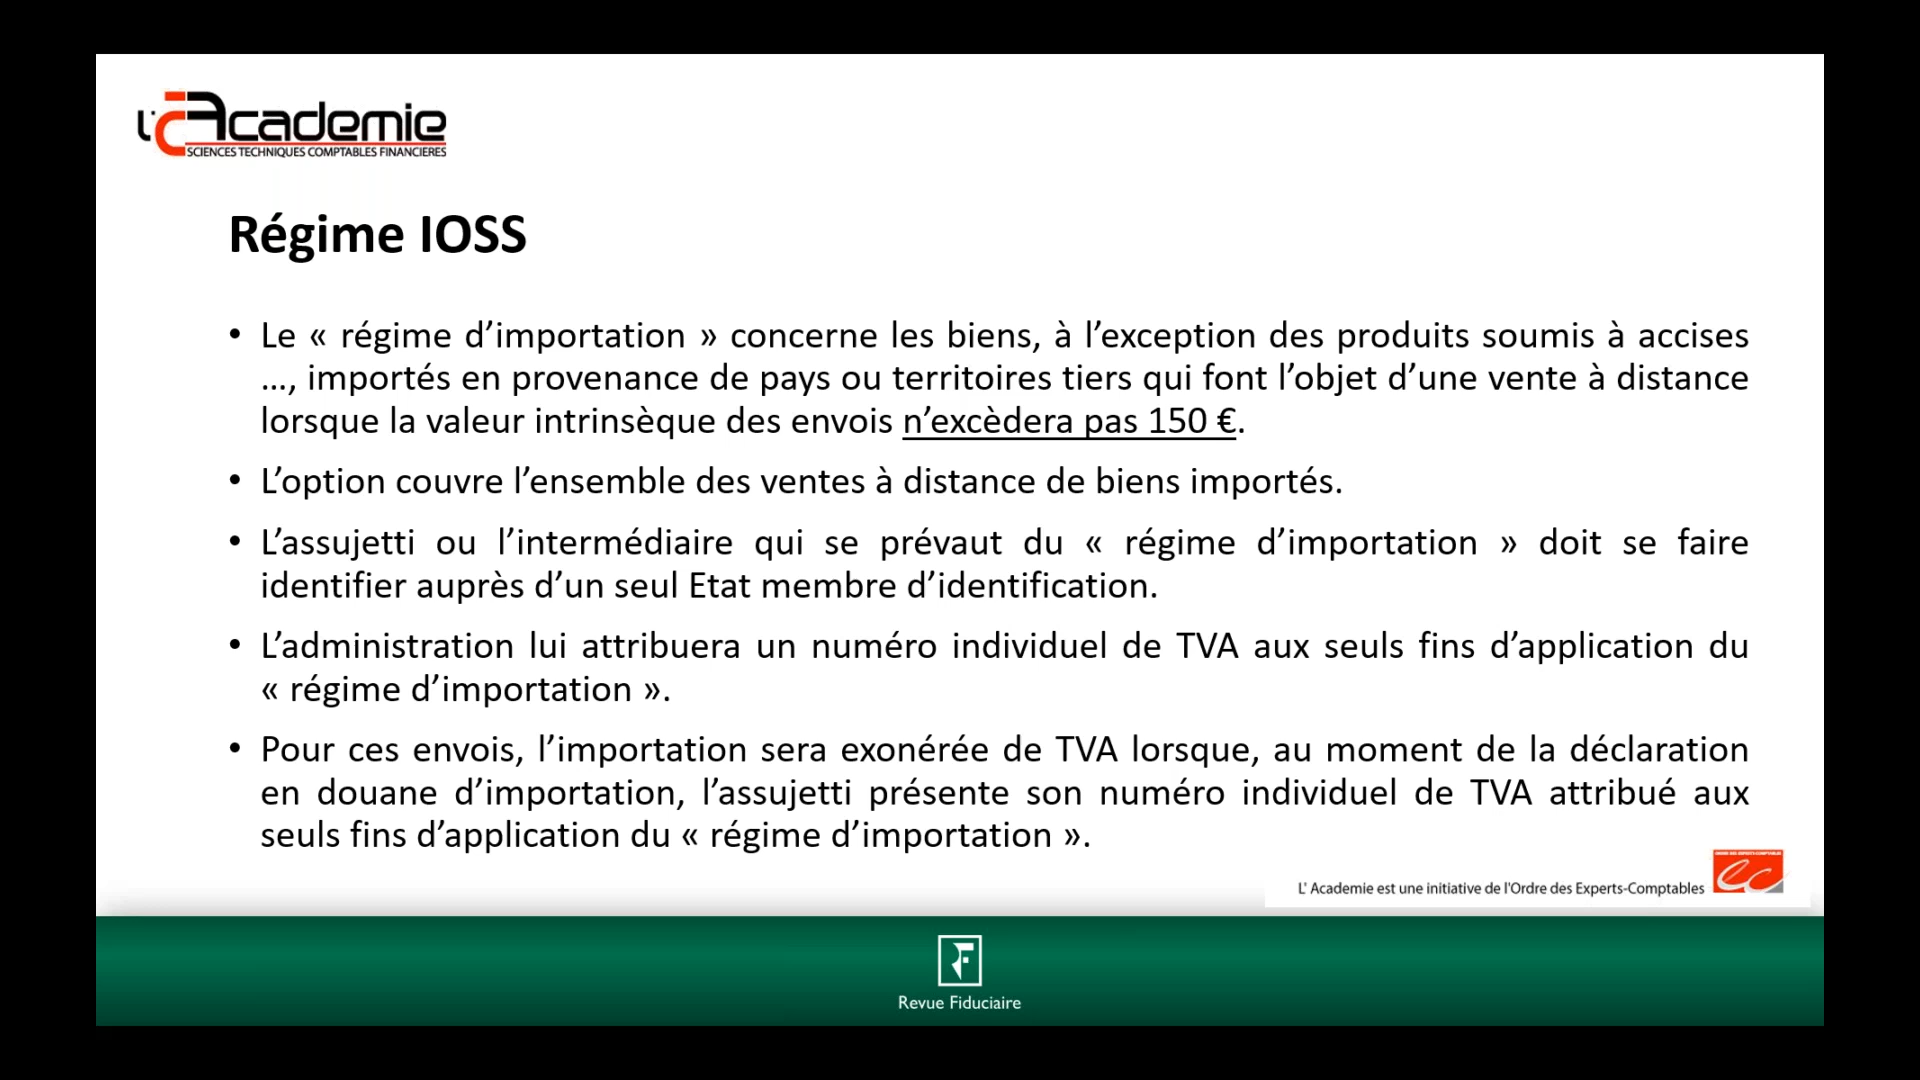 L'Academie
SCIENCES TECHNIQUES COMPTABLES FINANCIERES
Régime IOSS
• Le « régime d’importation » concerne les biens, à l’exception des produits soumis à accises
…, importés en provenance de pays ou territoires tiers qui font l’objet d’une vente à distance
lorsque la valeur intrinsèque des envois n’excèdera pas 150 €.
• L’option couvre l’ensemble des ventes à distance de biens importés.
• L’assujetti ou l’intermédiaire qui se prévaut du « régime d’importation » doit se faire
identifier auprès d’un seul Etat membre d’identification.
• L’administration lui attribuera un numéro individuel de TVA aux seuls fins d’application du
« régime d’importation ».
• Pour ces envois, l’importation sera exonérée de TVA lorsque, au moment de la déclaration
en douane d’importation, l’assujetti présente son numéro individuel de TVA attribué aux
seuls fins d’application du « régime d’importation ».
ORDRE DES EXPERTS-COMPTABLES
ec
L' Academie est une initiative de l'Ordre des Experts-Comptables
RF
Revue Fiduciaire